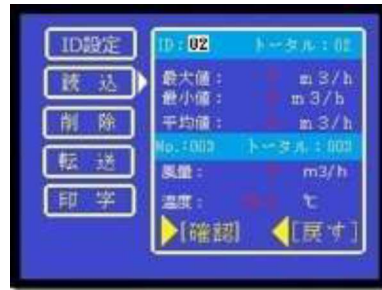 ID設定
読 込
削 除
転 送
印 字
ID:02 トータル:02
最大値: m3/h
最小値: m3/h
平均値: m3/h
No.:003 トータル:003
風量: m3/h
温度: ℃
[確認] [戻す]